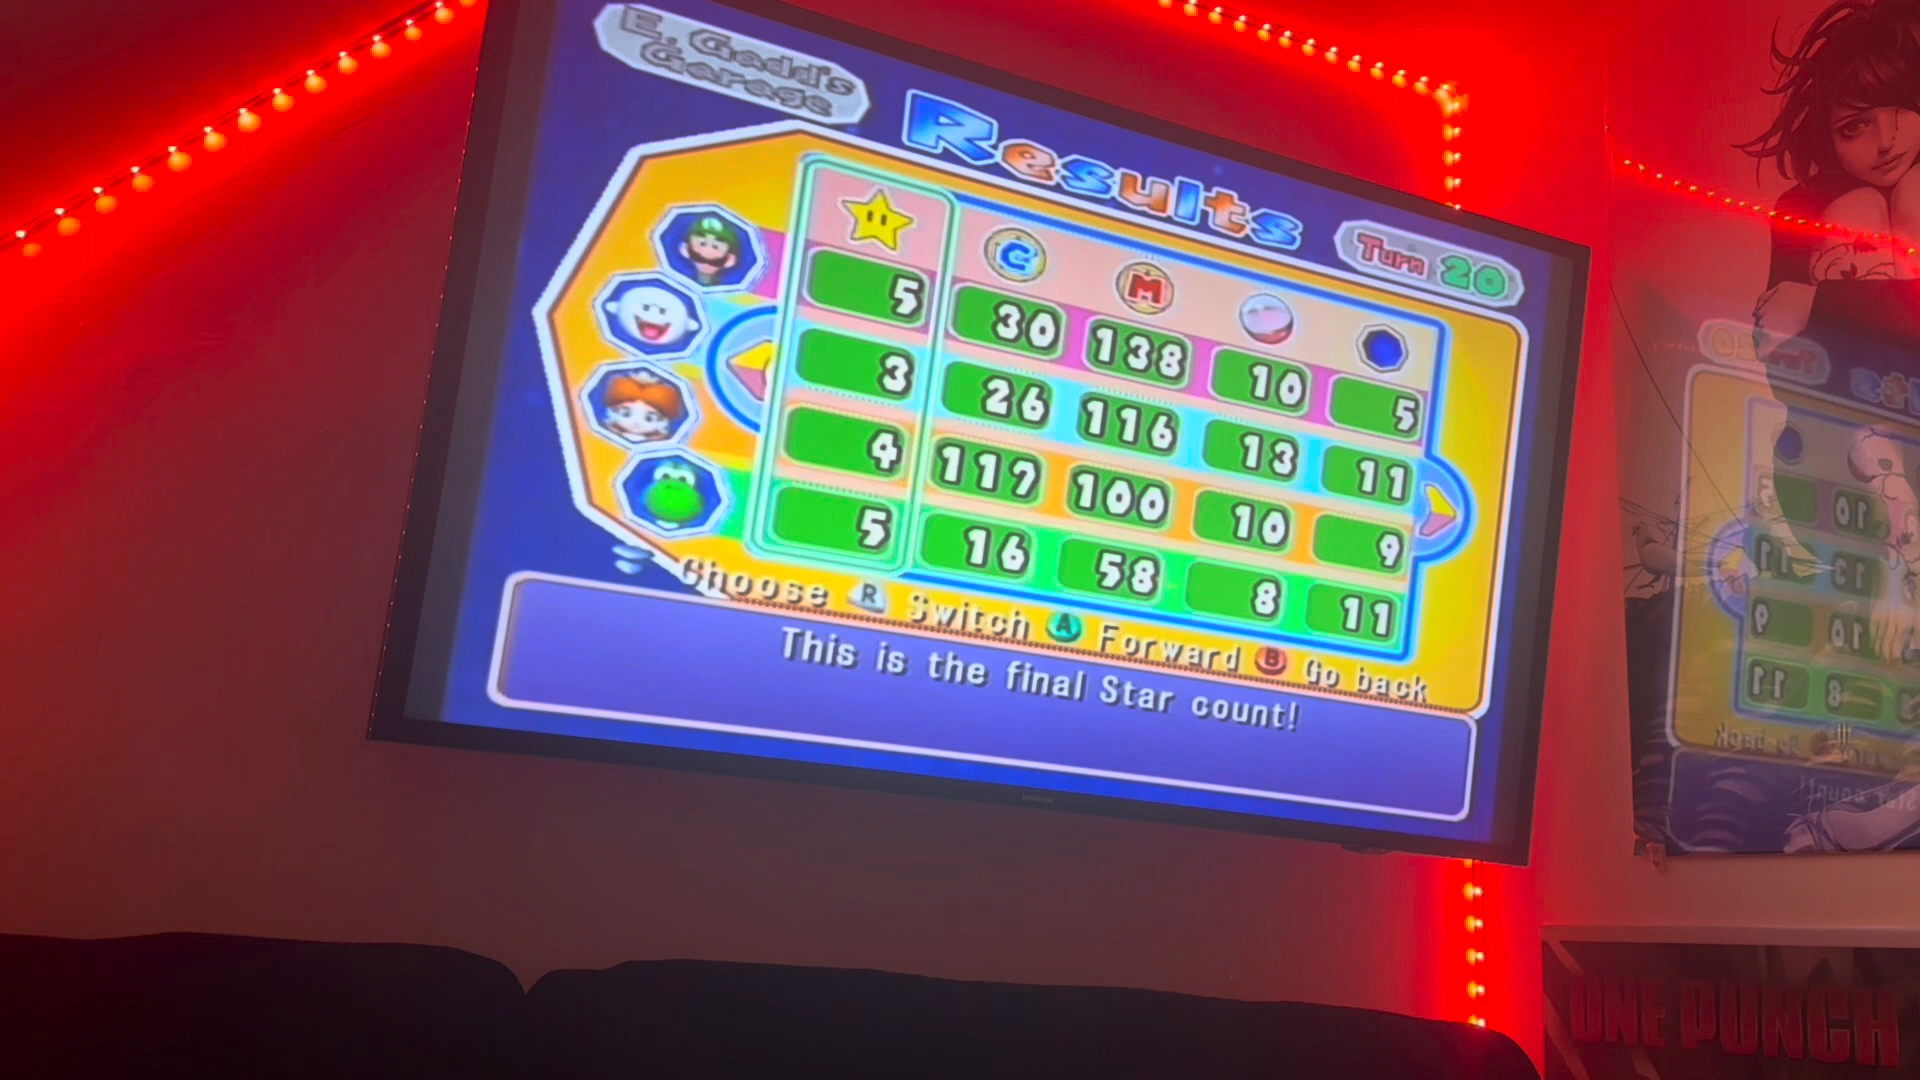 E. Gadd's
Garage
Results
Turn 20
C
M
5 30 138 10 5
3 26 116 13 11
4 117 100 10 9
5 16 58 8 11
Choose R Switch A Forward B Go back
This is the final Star count!
SAMSUNG
ONE PUNCH